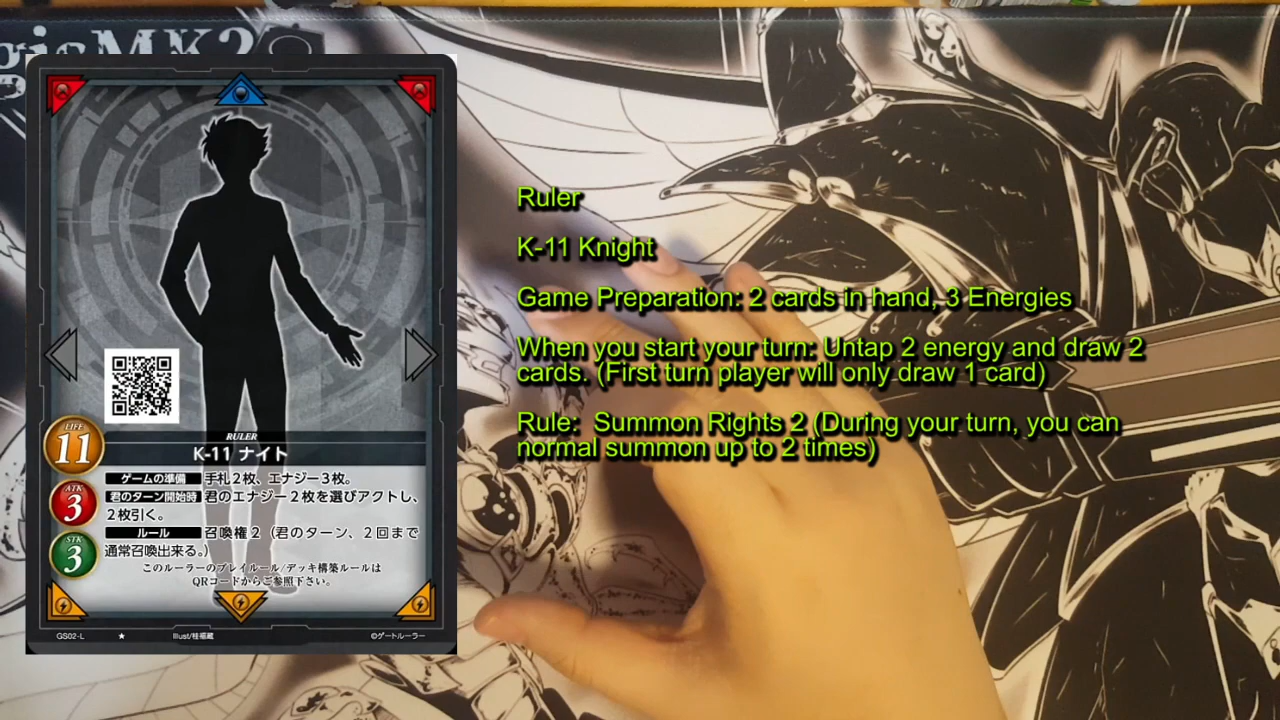 gisMK2
Ruler
K-11 Knight
Game Preparation: 2 cards in hand, 3 Energies
When you start your turn: Untap 2 energy and draw 2
cards. (First turn player will only draw 1 card)
Rule: Summon Rights 2 (During your turn, you can
normal summon up to 2 times)
LIFE
11
RULER
K-11 ナイト
ATK
3
STK
3
ゲームの準備 手札2枚、エナジー3枚。
君のターン開始時 君のエナジー2枚を選びアクトし、
2枚引く。
ルール 召喚権2（君のターン、2回まで
通常召喚出来る。）
このルーラーのプレイルール/デッキ構築ルールは
QRコードからご参照下さい。
GS02-L ★ Illust/桂福蔵 ©ゲートルーラー